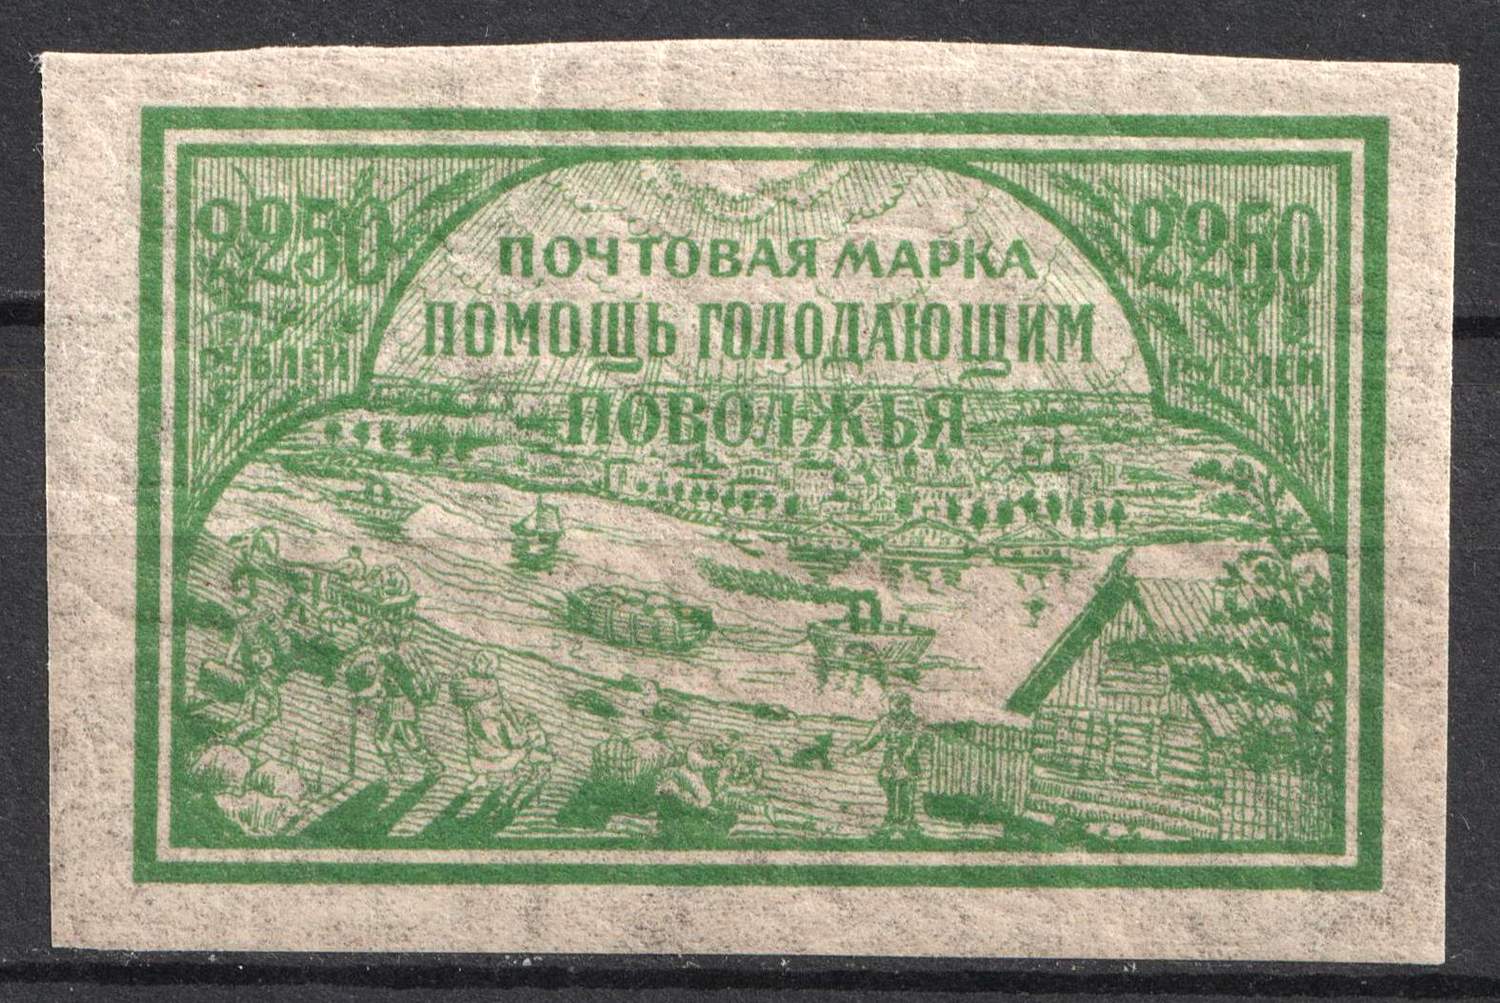 2250
РУБЛЕЙ
2250
РУБЛЕЙ
ПОЧТОВАЯ МАРКА
ПОМОЩЬ ГОЛОДАЮЩИМ
ПОВОЛЖЬЯ